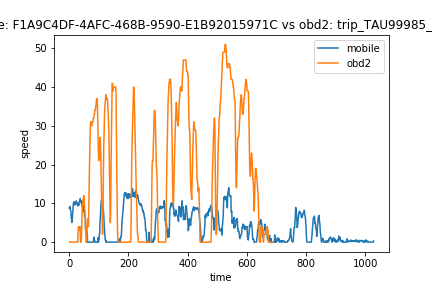 e: F1A9C4DF-4AFC-468B-9590-E1B92015971C vs obd2: trip_TAU99985_
mobile
obd2
50
40
30
20
10
0
speed
0 200 400 600 800 1000
time